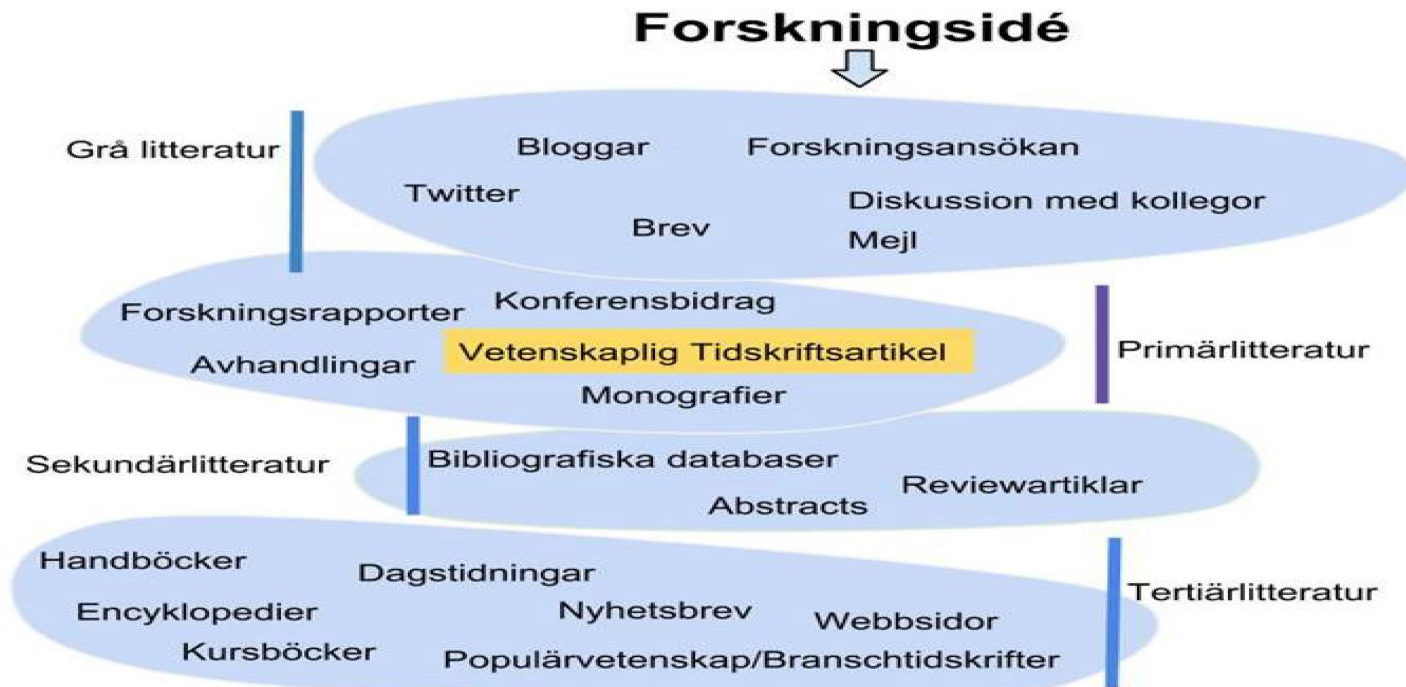 Forskningsidé
Grå litteratur
Bloggar
Forskningsansökan
Twitter
Diskussion med kollegor
Brev
Mejl
Forskningsrapporter
Konferensbidrag
Avhandlingar
Vetenskaplig Tidskriftsartikel
Primärlitteratur
Monografier
Sekundärlitteratur
Bibliografiska databaser
Reviewartiklar
Abstracts
Handböcker
Dagstidningar
Tertiärlitteratur
Encyklopedier
Nyhetsbrev
Webbsidor
Kursböcker
Populärvetenskap/Branschtidskrifter